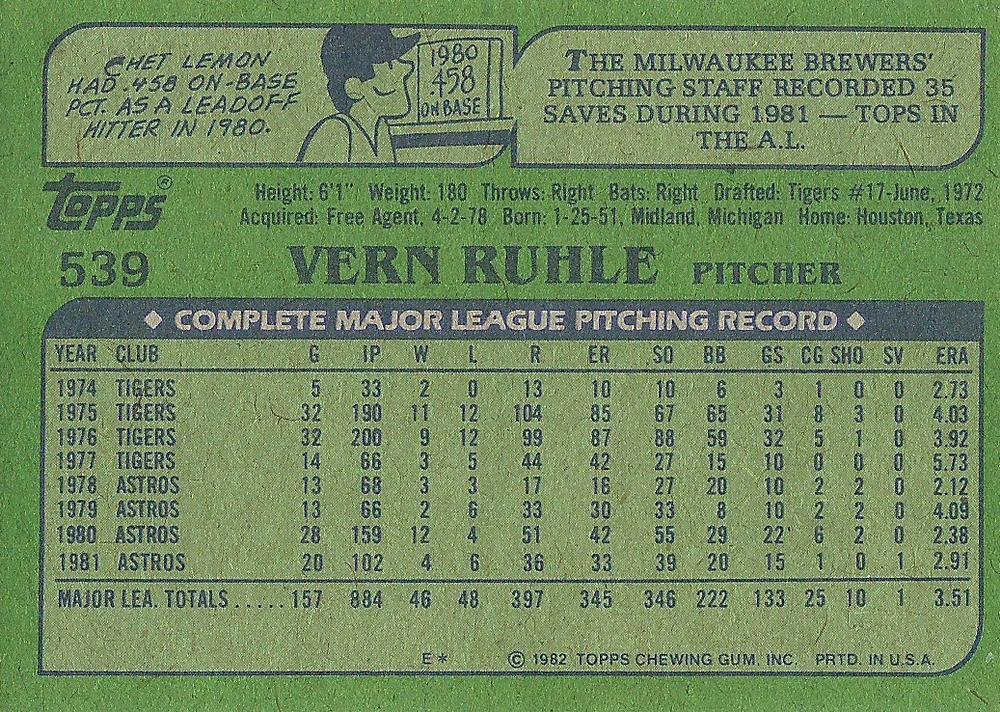 CHET LEMON
HAD .458 ON-BASE
PCT. AS A LEADOFF
HITTER IN 1980.
1980
.458
ON BASE
THE MILWAUKEE BREWERS'
PITCHING STAFF RECORDED 35
SAVES DURING 1981 — TOPS IN
THE A.L.
Topps®
Height: 6'1" Weight: 180 Throws: Right Bats: Right Drafted: Tigers #17-June, 1972
Acquired: Free Agent, 4-2-78 Born: 1-25-51, Midland, Michigan Home: Houston, Texas
539 VERN RUHLE PITCHER
◆ COMPLETE MAJOR LEAGUE PITCHING RECORD ◆
YEAR CLUB G IP W L R ER SO BB GS CG SHO SV ERA
1974 TIGERS 5 33 2 0 13 10 10 6 3 1 0 0 2.73
1975 TIGERS 32 190 11 12 104 85 67 65 31 8 3 0 4.03
1976 TIGERS 32 200 9 12 99 87 88 59 32 5 1 0 3.92
1977 TIGERS 14 66 3 5 44 42 27 15 10 0 0 0 5.73
1978 ASTROS 13 68 3 3 17 16 27 20 10 2 2 0 2.12
1979 ASTROS 13 66 2 6 33 30 33 8 10 2 2 0 4.09
1980 ASTROS 28 159 12 4 51 42 55 29 22 6 2 0 2.38
1981 ASTROS 20 102 4 6 36 33 39 20 15 1 0 1 2.91
MAJOR LEA. TOTALS ..... 157 884 46 48 397 345 346 222 133 25 10 1 3.51
E* © 1982 TOPPS CHEWING GUM, INC. PRTD. IN U.S.A.